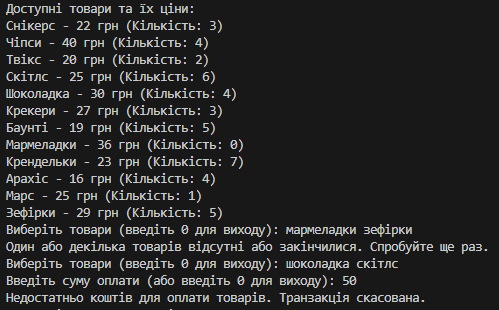 Доступні товари та їх ціни:
Снікерс - 22 грн (Кількість: 3)
Чіпси - 40 грн (Кількість: 4)
Твікс - 20 грн (Кількість: 2)
Скітлс - 25 грн (Кількість: 6)
Шоколадка - 30 грн (Кількість: 4)
Крекери - 27 грн (Кількість: 3)
Баунті - 19 грн (Кількість: 5)
Мармеладки - 36 грн (Кількість: 0)
Крендельки - 23 грн (Кількість: 7)
Арахіс - 16 грн (Кількість: 4)
Марс - 25 грн (Кількість: 1)
Зефірки - 29 грн (Кількість: 5)
Виберіть товари (введіть 0 для виходу): мармеладки зефірки
Один або декілька товарів відсутні або закінчилися. Спробуйте ще раз.
Виберіть товари (введіть 0 для виходу): шоколадка скітлс
Введіть суму оплати (або введіть 0 для виходу): 50
Недостатньо коштів для оплати товарів. Транзакція скасована.